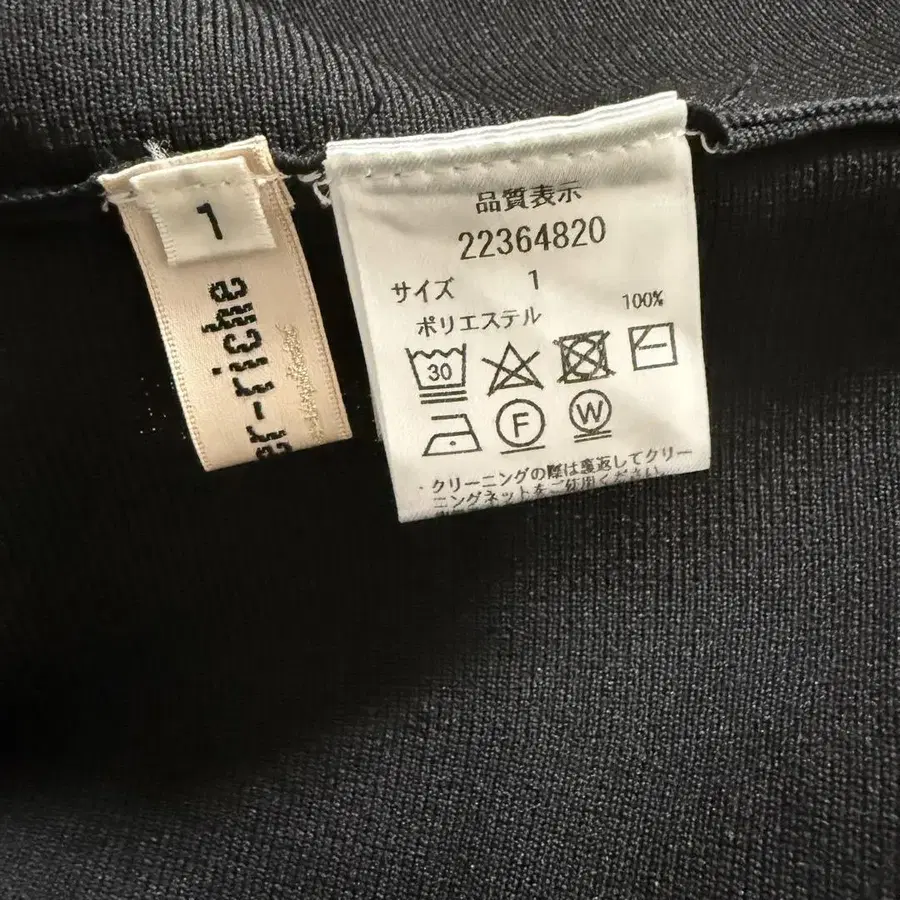 1
er-riche
品質表示
22364820
サイズ 1
100%
ポリエステル
30
F
W
・クリーニングの際は裏返してクリー
ニングネットをご使用ください。